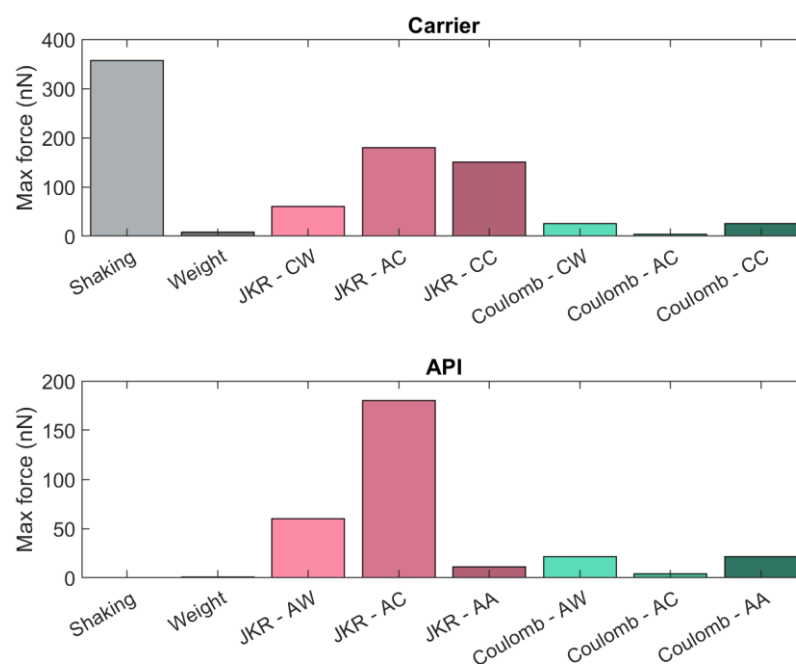 Carrier
Max force (nN)
400
300
200
100
0
Shaking
Weight
JKR - CW
JKR - AC
JKR - CC
Coulomb - CW
Coulomb - AC
Coulomb - CC
API
Max force (nN)
200
150
100
50
0
Shaking
Weight
JKR - AW
JKR - AC
JKR - AA
Coulomb - AW
Coulomb - AC
Coulomb - AA